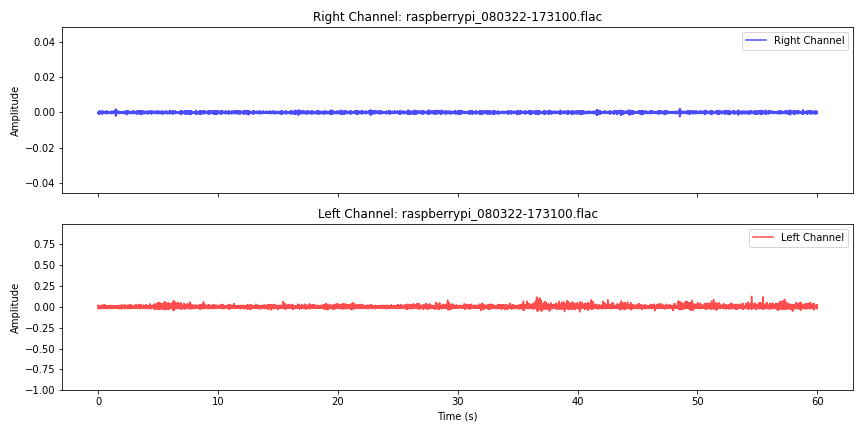 Right Channel: raspberrypi_080322-173100.flac
Right Channel
0.04
0.02
0.00
−0.02
−0.04
Amplitude
Left Channel: raspberrypi_080322-173100.flac
Left Channel
0.75
0.50
0.25
0.00
−0.25
−0.50
−0.75
−1.00
Amplitude
0 10 20 30 40 50 60
Time (s)